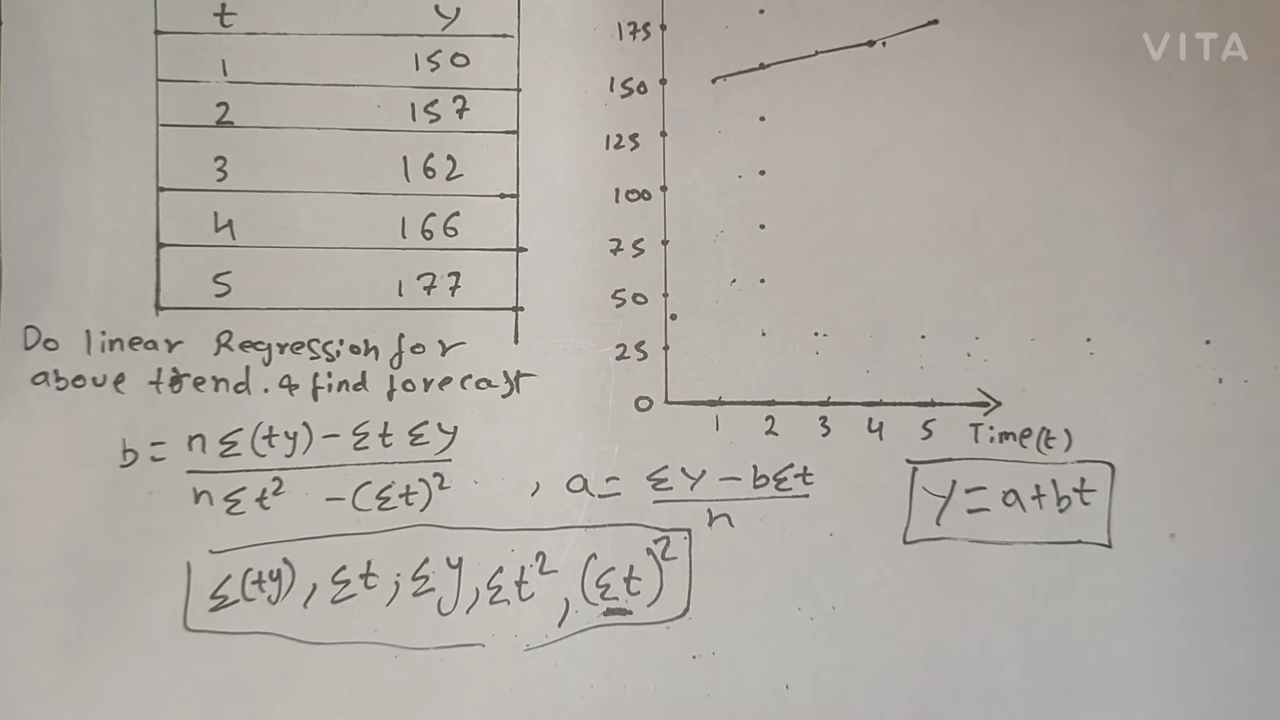 t y
1 150
2 157
3 162
4 166
5 177
Do linear Regression for
above trend. & find forecast
b = nΣ(ty) - Σt Σy / nΣt² - (Σt)² , a = Σy - bΣt / n
Σ(ty), Σt; Σy, Σt², (Σt)²
175
150
125
100
75
50
25
0
1 2 3 4 5 Time(t)
Y = a+bt
VITA